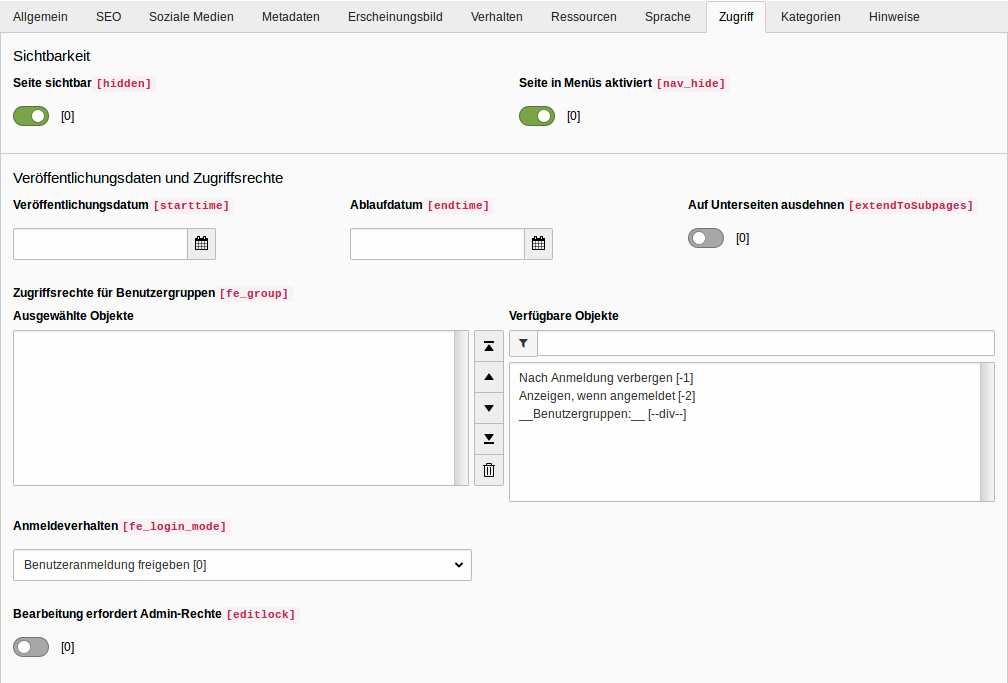 Allgemein SEO Soziale Medien Metadaten Erscheinungsbild Verhalten Ressourcen Sprache Zugriff Kategorien Hinweise
Sichtbarkeit
Seite sichtbar [hidden] Seite in Menüs aktiviert [nav_hide]
[0] [0]
Veröffentlichungsdaten und Zugriffsrechte
Veröffentlichungsdatum [starttime] Ablaufdatum [endtime] Auf Unterseiten ausdehnen [extendToSubpages]
[0]
Zugriffsrechte für Benutzergruppen [fe_group]
Ausgewählte Objekte Verfügbare Objekte
Nach Anmeldung verbergen [-1]
Anzeigen, wenn angemeldet [-2]
__Benutzergruppen:__ [--div--]
Anmeldeverhalten [fe_login_mode]
Benutzeranmeldung freigeben [0]
Bearbeitung erfordert Admin-Rechte [editlock]
[0]